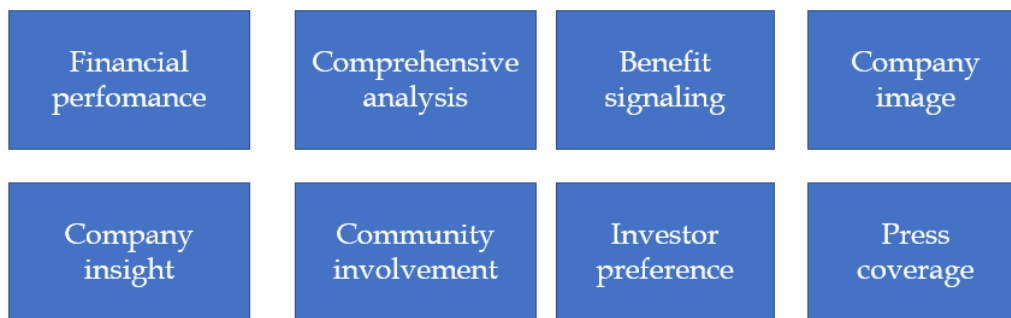 Financial
perfomance
Comprehensive
analysis
Benefit
signaling
Company
image
Company
insight
Community
involvement
Investor
preference
Press
coverage